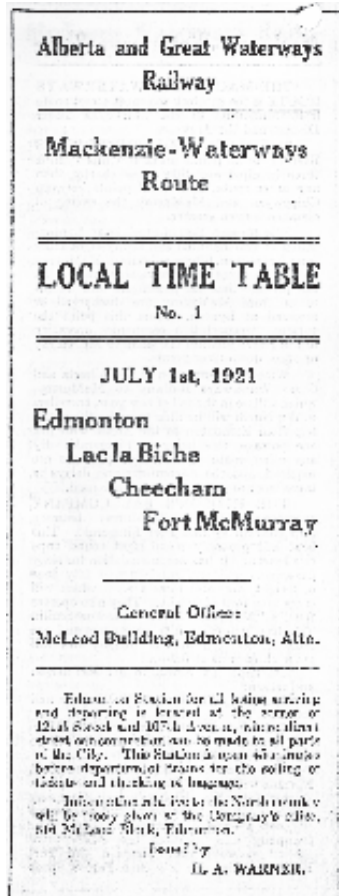 Alberta and Great Waterways
Railway
Mackenzie-Waterways
Route
LOCAL TIME TABLE
No. 1
JULY 1st, 1921
Edmonton
Lac la Biche
Cheecham
Fort McMurray
General Offices:
McLeod Building, Edmonton, Alta.
Edmonton Station for all trains arriving
and departing is located at the corner of
121st Street and 107th Avenue, where direct
street car connection can be made to all parts
of the City. This Station is open minutes
before departure of trains for the selling of
tickets and checking of baggage.
Information relative to the North country
will be given at the Company's office,
McLeod Block, Edmonton.
Issued by
A. WARNER.